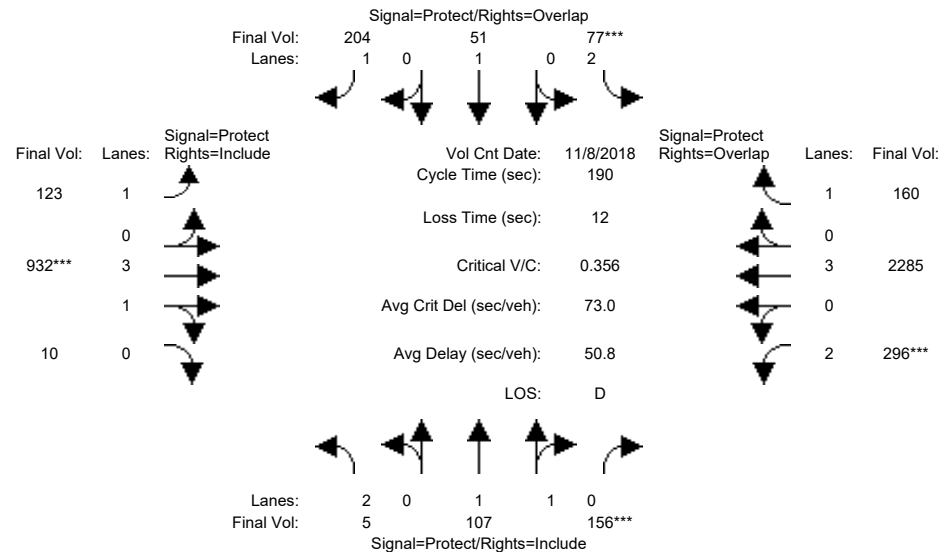 Signal=Protect/Rights=Overlap
Final Vol: 204 51 77***
Lanes: 1 0 1 0 2
Signal=Protect Signal=Protect
Final Vol: Lanes: Rights=Include Vol Cnt Date: 11/8/2018 Rights=Overlap Lanes: Final Vol:
Cycle Time (sec): 190
123 1 1 160
Loss Time (sec): 12
0 0
932*** 3 Critical V/C: 0.356 3 2285
1 Avg Crit Del (sec/veh): 73.0 0
10 0 Avg Delay (sec/veh): 50.8 2 296***
LOS: D
Lanes: 2 0 1 1 0
Final Vol: 5 107 156***
Signal=Protect/Rights=Include